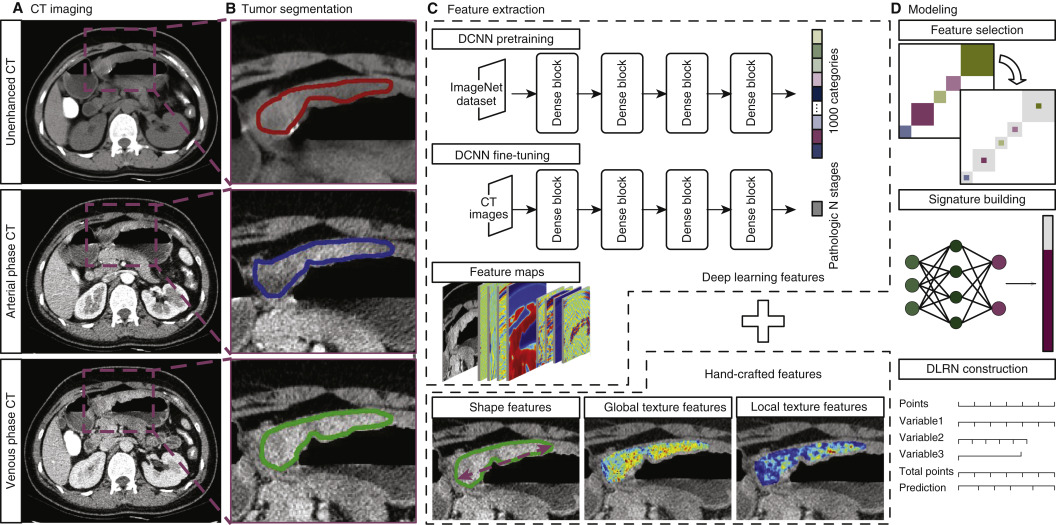 A CT imaging
B Tumor segmentation
C Feature extraction
D Modeling
Unenhanced CT
Arterial phase CT
Venous phase CT
DCNN pretraining
ImageNet
dataset
Dense block
Dense block
Dense block
Dense block
1000 categories
DCNN fine-tuning
CT
images
Dense block
Dense block
Dense block
Dense block
Pathologic N stages
Feature maps
Deep learning features
Hand-crafted features
Shape features
Global texture features
Local texture features
Feature selection
Signature building
DLRN construction
Points
Variable1
Variable2
Variable3
Total points
Prediction